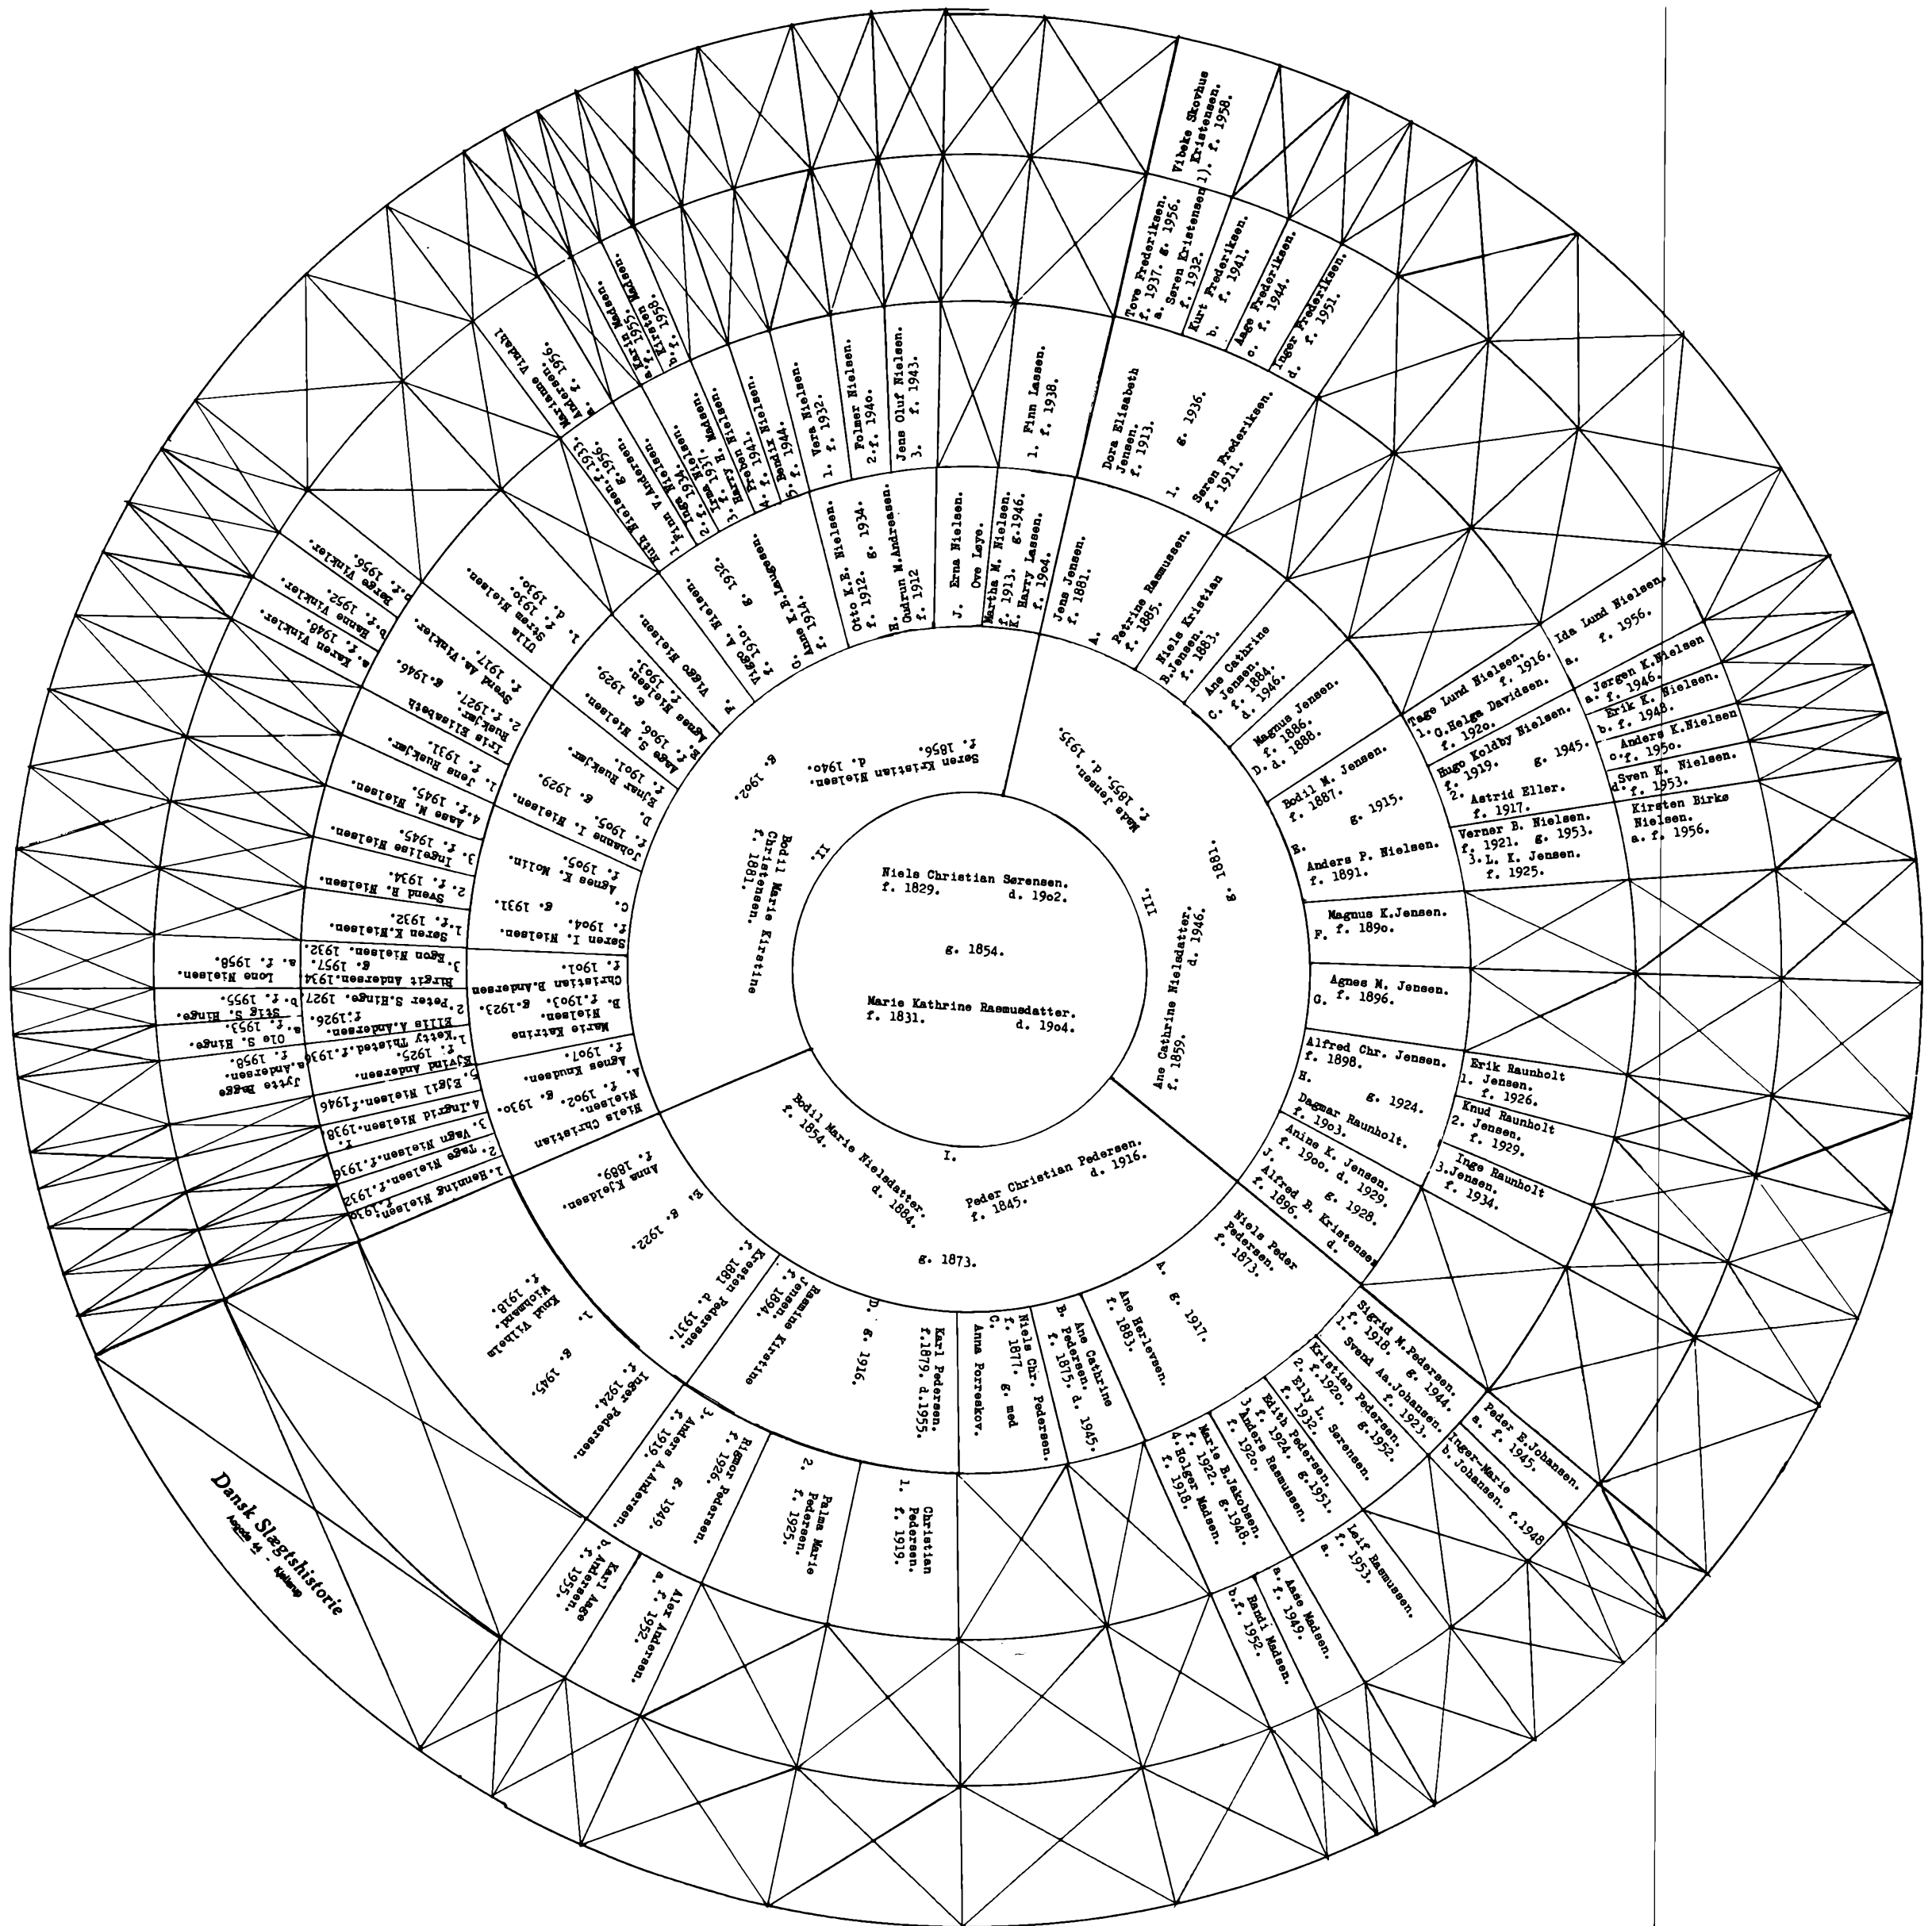 Niels Christian Sørensen.
f. 1829. d. 1902.
g. 1854.
Marie Kathrine Rasmusdatter.
f. 1831. d. 1904.
I.
Bodil Marie Nielsdatter.
f. 1854. d. 1884.
g. 1873.
Peder Christian Pedersen.
f. 1845. d. 1916.
II.
Søren Kristian Nielsen.
f. 1856 d. 1940.
g. 1902.
Bodil Marie Kirstine
Christensen.
f. 1881.
III.
Mads Jensen.
f. 1855. d. 1935.
g. 1881.
Ane Cathrine Nielsdatter.
f. 1859. d. 1946.
Niels Peder
Pedersen.
f. 1873.
A.
g. 1917.
Ane Herlevsen.
f. 1883.
Ane Cathrine
B. Pedersen.
f. 1875. d. 1945.
Niels Chr. Pedersen.
f. 1877.
C. g. med
Anna Porreskov.
Karl Pedersen.
f.1879. d.1955.
D. g. 1916.
Rasmine Kirstine
Jensen.
f. 1894.
Kresten Pedersen.
f. 1881 d. 1937.
E.
g. 1922.
Anna Kjeldsen.
f. 1889.
Sigrid M.Pedersen.
f. 1918. g. 1944.
1. Svend Aa.Johansen.
f. 1923.
Kristian Pedersen.
2. f.1920. g.1952.
Elly L. Sørensen.
f. 1932.
Edith Pedersen.
f. 1924. g.1951.
3.Anders Rasmussen.
f. 1920.
Marie B.Jakobsen.
f. 1922. g.1948.
4.Holger Madsen.
f. 1918.
Peder E.Johansen.
a. f. 1945.
Inger-Marie
b. Johansen. f.1948
Leif Rasmussen.
f. 1953.
a.
Aase Madsen.
a. f. 1949.
Randi Madsen.
b.f. 1952.
1. Christian
Pedersen.
f. 1919.
2. Palma Marie
Pedersen.
f. 1925.
Rigmor Pedersen.
f. 1926. g. 1949.
3. Anders A.Andersen.
f. 1919.
Alex Andersen.
a. f. 1952.
Karl Aage
b.Andersen.
f. 1955.
Inger Pedersen.
f. 1924.
g. 1945.
1.
Knud Vilhelm
Wichmand.
f. 1918.
Niels Christian
Nielsen.
A. f. 1902. g. 1930.
Agnes Knudsen
f. 1907.
1.Henning Nielsen.
f.1930
2. Tage Nielsen.f.1932
3. Vagn Nielsen.f.1936
4.Ingrid Nielsen.1938
f.
5. Ejgil Nielsen.f1946
Marie Katrine
Nielsen
B. f.1903. g.1923.
Christian B.Andersen
f. 1901.
Ejvind Andersen.
1. f. 1925.
Ketty Thisted.f.1936
Jytte Bagge
a.Andersen.
f. 1958
Ellis A.Andersen.
f.1926.
2.Peter S.Hinge. 1927
Ole S. Hinge.
a. f. 1953.
Stig S. Hinge.
b. f. 1955.
Birgit Andersen.1934
g. 1957.
3.Egon Nielsen. 1932
Lone Nielsen.
a. f. 1958.
Søren I. Nielsen.
f. 1904 g. 1931.
C.
Agnes K Molin.
f. 1905.
Søren K.Nielsen.
1.f. 1932
Svend H. Nielsen.
2. f. 1934
Ingelise Nielsen
3. f. 1945.
Aase M. Nielsen.
4.f. 1945.
Johanne I. Nielsen
f. 1905.
D. g. 1929.
Ejnar Ruskjær
f. 1901.
Jens Ruskjær.
1. f. 1931.
Iris Elisabeth
Ruskjær.
2. f.1927 g.1946.
Svend Aa.Vinkler.
f. 1917.
Karen Vinkler.
a. f. 1948.
Hanne Vinkler.
b.f. 1952.
Børge Vinkler.
b.f. 1956.
Aage S. Nielsen.
f. 1906. g. 1929
E.
Agnes Nielsen
f. 1903.
Ulla
Strøm Nielsen
f. 1930.
1. d. 1930.
F. Viggo Nielsen.
Viggo A. Nielsen
f. 1910. g. 1932.
G.
Ane K.B.Laugesen.
f. 1914.
Ruth Nielsen.f.1933.
g.1956.
1.Finn V.Andersen.
Mariane Vindahl
Andersen.
a. f. 1956.
Inga Nielsen.
2.f. 1934.
Irma Nielsen.
f. 1937.
3. Harry H. Madsen.
a.Karin Madsen.
f. 1955.
Kirsten Madsen.
b.f. 1958.
Preben Nielsen
4. f. 1941.
Bendix Nielsen.
5. f. 1944.
Otto K.E. Nielsen.
f. 1912. g. 1934.
H.
Gudrun M.Andreasen.
f. 1912
1. Vera Nielsen.
f. 1932.
Folmer Nielsen.
2.f. 1940.
Jens Oluf Nielsen.
3. f. 1943.
J. Erna Nielsen.
Ove Løye.
Martha M. Nielsen.
f. 1913. g.1946.
K. Harry Lassen.
f. 1904.
1. Finn Lassen.
f. 1938.
Jens Jensen.
f. 1881.
A.
Petrine Rasmussen.
f. 1885.
Dora Elisabeth
Jensen.
f. 1913.
g. 1936.
1.
Søren Frederiksen.
f. 1911.
Tove Frederiksen.
f. 1937. g. 1956.
a. Søren Kristensen
f. 1932.
1). Vibeke Skovhus
Kristensen.
f. 1958.
Kurt Frederiksen.
b. f. 1941.
Aage Frederiksen.
c. f. 1944.
Inger Frederiksen.
d. f. 1951.
Niels Kristian
B.Jensen.
f. 1883.
Ane Cathrine
Jensen.
C. f. 1884.
d. 1946.
Magnus Jensen.
f. 1886.
D. d. 1888.
Bodil M. Jensen.
f. 1887.
g. 1915.
E.
Anders P. Nielsen.
f. 1891.
Tage Lund Nielsen.
f. 1916.
1. G.Helga Davidsen.
f. 1920.
Ida Lund Nielsen.
a. f. 1956.
Hugo Koldby Nielsen.
f. 1919.
g. 1945.
2. Astrid Eller.
f. 1917.
Jørgen K.Nielsen
a. f. 1946.
Erik K. Nielsen.
b. f. 1948.
Anders K.Nielsen
c.f. 1950.
Sven K. Nielsen.
d. f. 1953.
Verner B. Nielsen.
f. 1921. g. 1953.
3.L. K. Jensen.
f. 1925.
Kirsten Birkø
Nielsen.
a. f. 1956.
Magnus K.Jensen.
F. f. 1890.
Agnes M. Jensen.
G. f. 1896.
Alfred Chr. Jensen.
f. 1898.
H. g. 1924.
Dagmar Raunholt.
f. 1903.
Erik Raunholt
1. Jensen.
f. 1926.
Knud Raunholt
2. Jensen.
f. 1929.
Inge Raunholt
3.Jensen.
f. 1934.
Anine K. Jensen.
f. 1900. d. 1929.
J. g. 1928.
Alfred B. Kristensen
f. 1896. d.
Dansk Slægtshistorie
Kjellerup